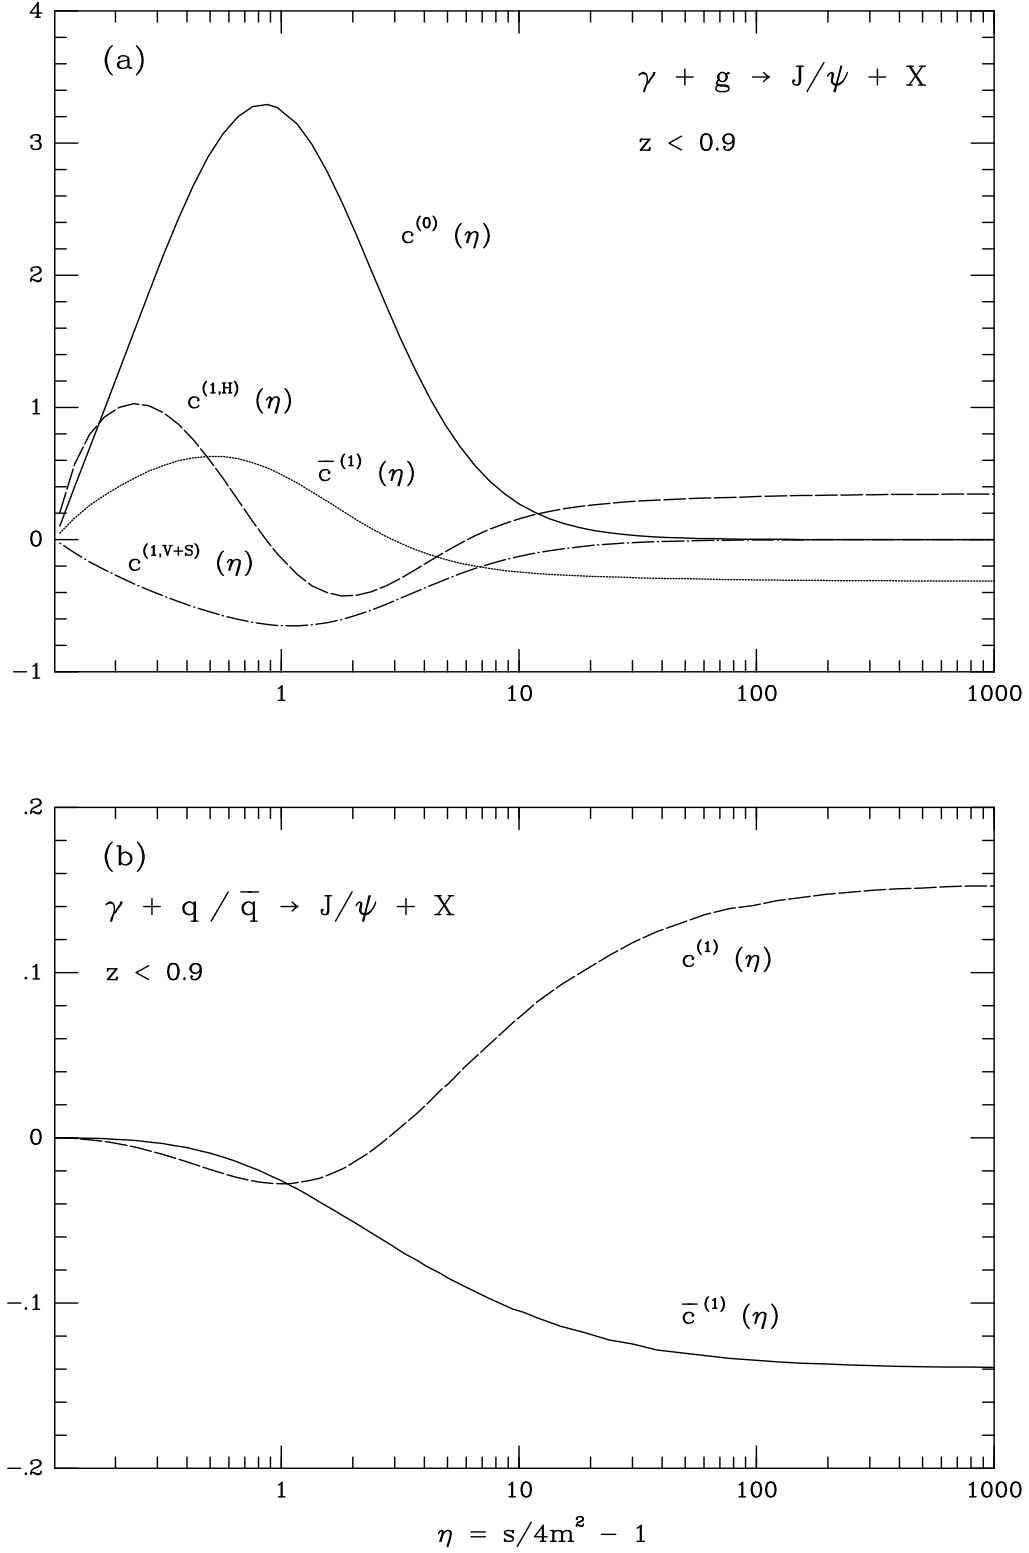 4
(a)
γ + g → J/ψ + X
3
z < 0.9
c⁽⁰⁾ (η)
2
c⁽¹,ᴴ⁾ (η)
1
c̅⁽¹⁾ (η)
0
c⁽¹,ⱽ⁺ˢ⁾ (η)
−1
1 10 100 1000
.2
(b)
γ + q / q̅ → J/ψ + X
c⁽¹⁾ (η)
z < 0.9
.1
0
−.1
c̅⁽¹⁾ (η)
−.2
1 10 100 1000
η = s/4m² − 1